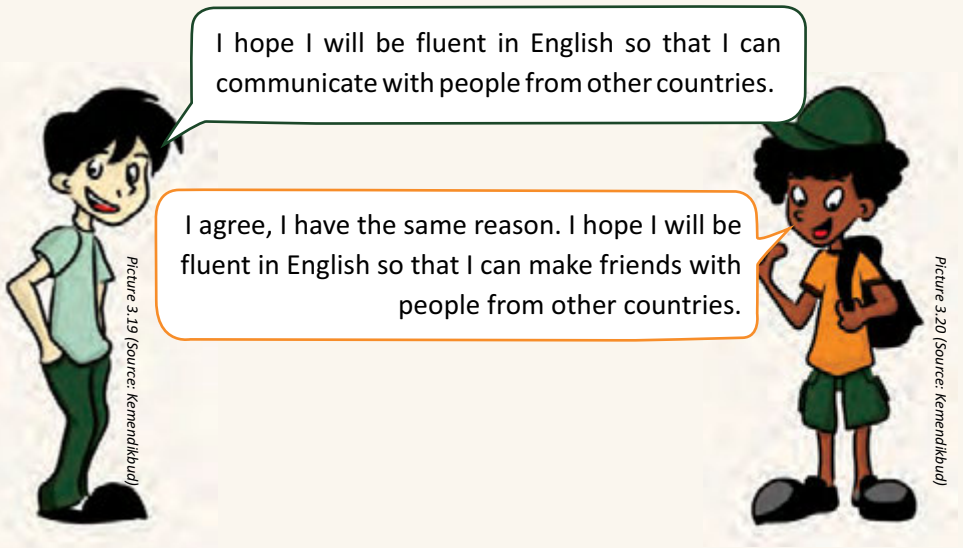 I hope I will be fluent in English so that I can
communicate with people from other countries.
I agree, I have the same reason. I hope I will be
fluent in English so that I can make friends with
people from other countries.
Picture 3.19 (Source: Kemendikbud)
Picture 3.20 (Source: Kemendikbud)